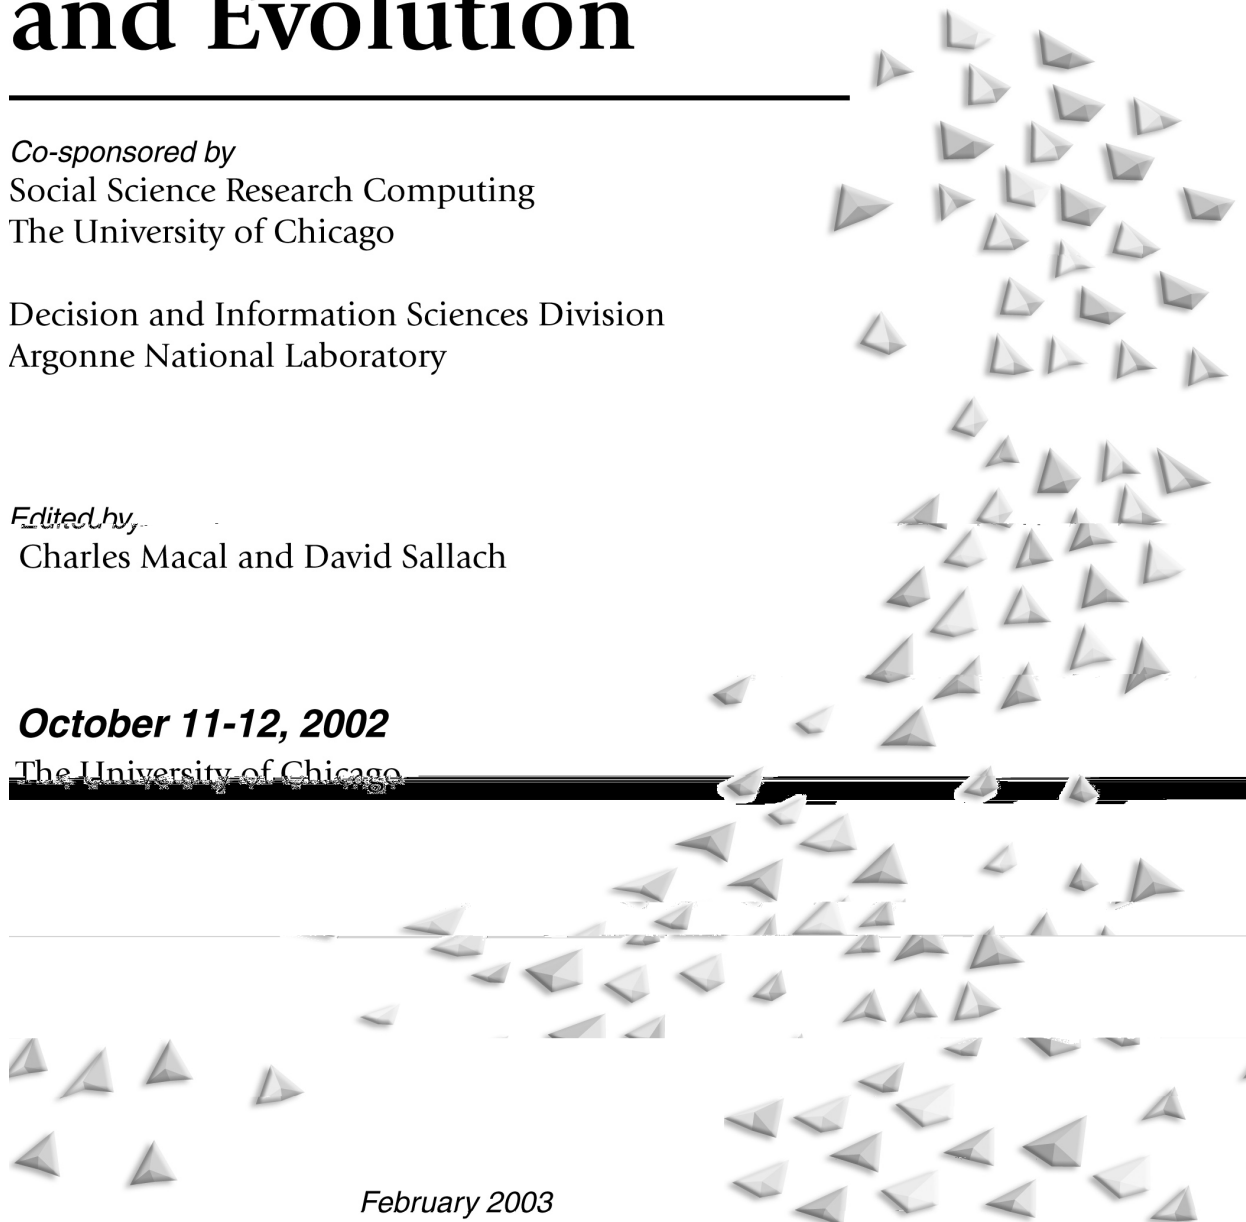 and Evolution
Co-sponsored by
Social Science Research Computing
The University of Chicago
Decision and Information Sciences Division
Argonne National Laboratory
Edited by
Charles Macal and David Sallach
October 11-12, 2002
The University of Chicago
February 2003